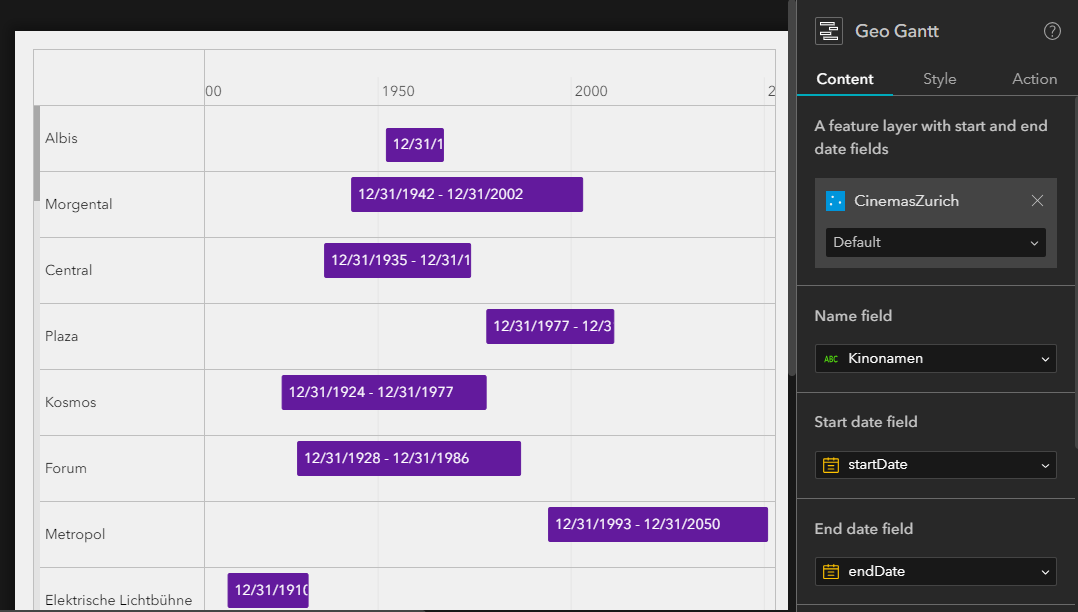 00
1950
2000
2
Albis
12/31/1
Morgental
12/31/1942 - 12/31/2002
Central
12/31/1935 - 12/31/1
Plaza
12/31/1977 - 12/3
Kosmos
12/31/1924 - 12/31/1977
Forum
12/31/1928 - 12/31/1986
Metropol
12/31/1993 - 12/31/2050
Elektrische Lichtbühne
12/31/1910
Geo Gantt
?
Content
Style
Action
A feature layer with start and end
date fields
CinemasZurich
Default
Name field
ABC Kinonamen
Start date field
startDate
End date field
endDate